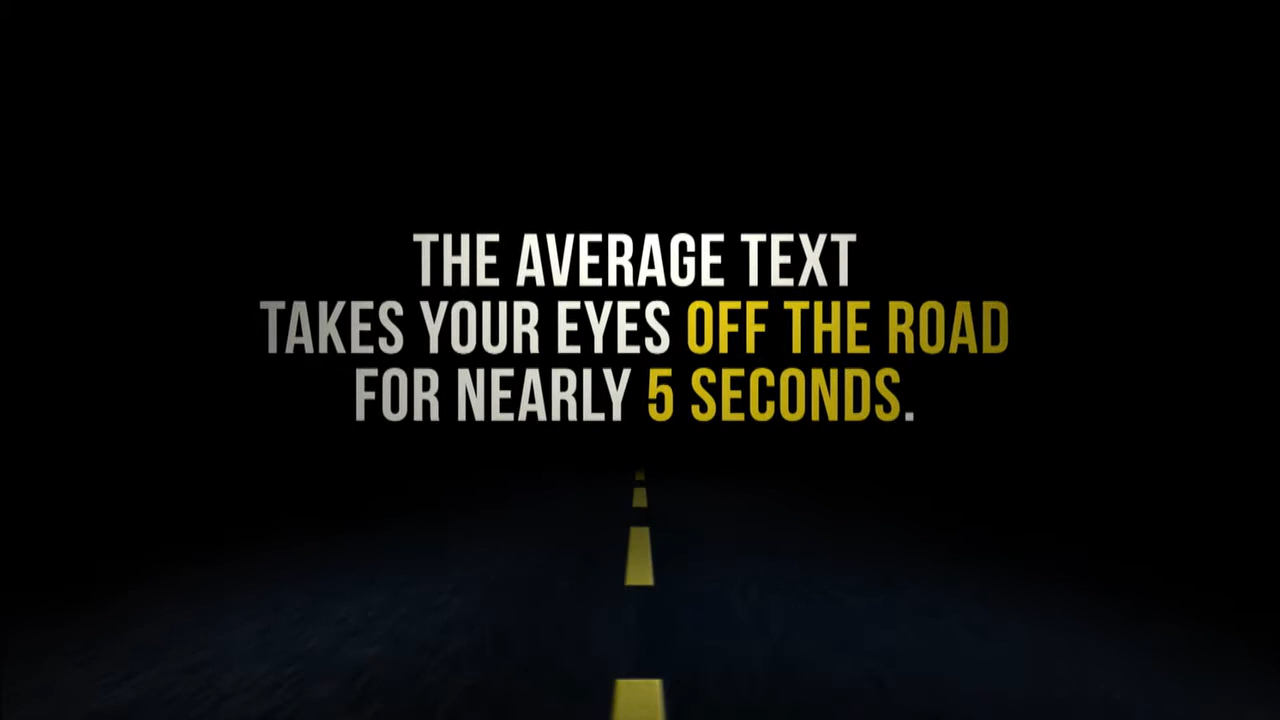 THE AVERAGE TEXT
TAKES YOUR EYES OFF THE ROAD
FOR NEARLY 5 SECONDS.